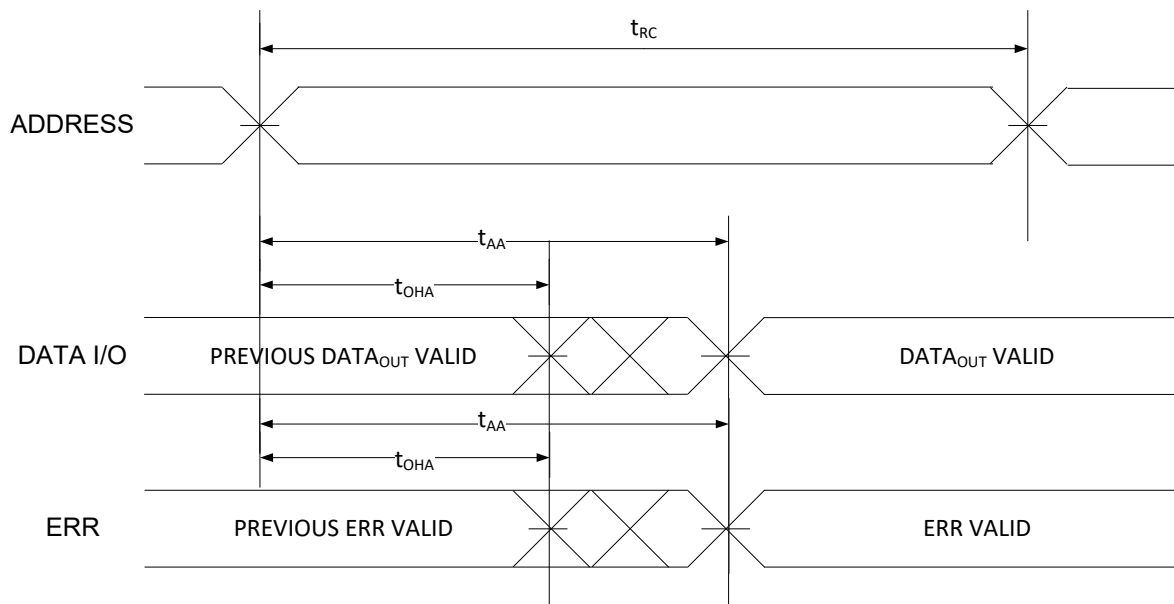 tRC
ADDRESS
tAA
tOHA
DATA I/O
PREVIOUS DATAOUT VALID
DATAOUT VALID
tAA
tOHA
ERR
PREVIOUS ERR VALID
ERR VALID